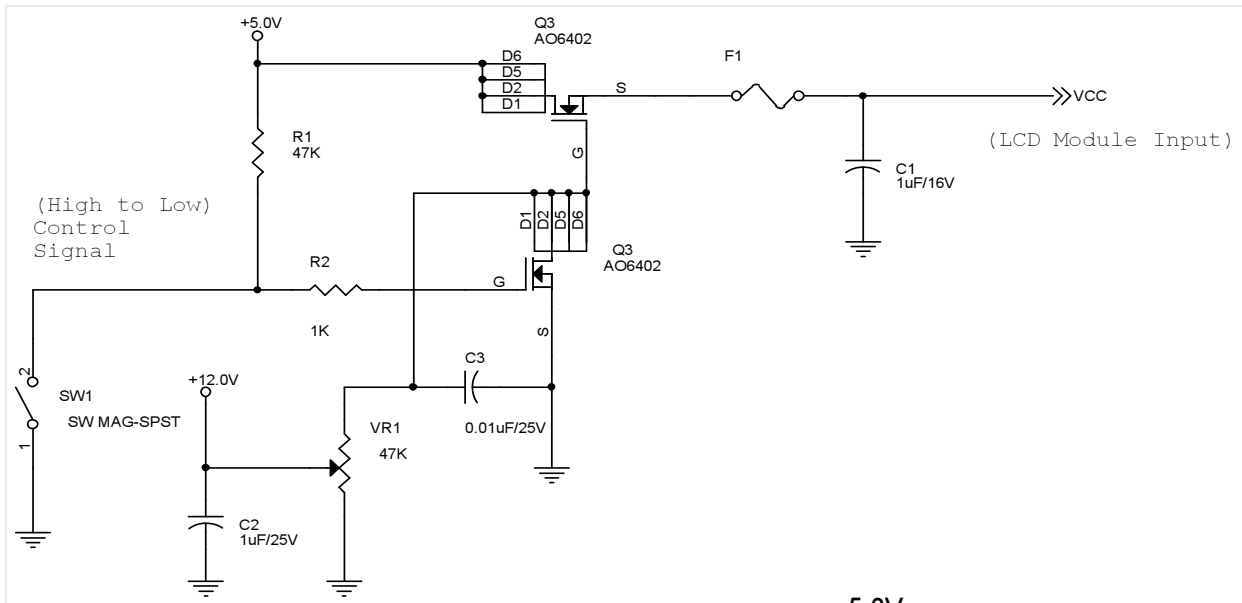 +5.0V
Q3
AO6402
D6
D5
D2
D1
S
G
F1
VCC
(LCD Module Input)
R1
47K
C1
1uF/16V
(High to Low)
Control
Signal
D1
D2
D5
D6
Q3
AO6402
R2
1K
G
S
C3
0.01uF/25V
+12.0V
2
SW1
SW MAG-SPST
1
VR1
47K
C2
1uF/25V